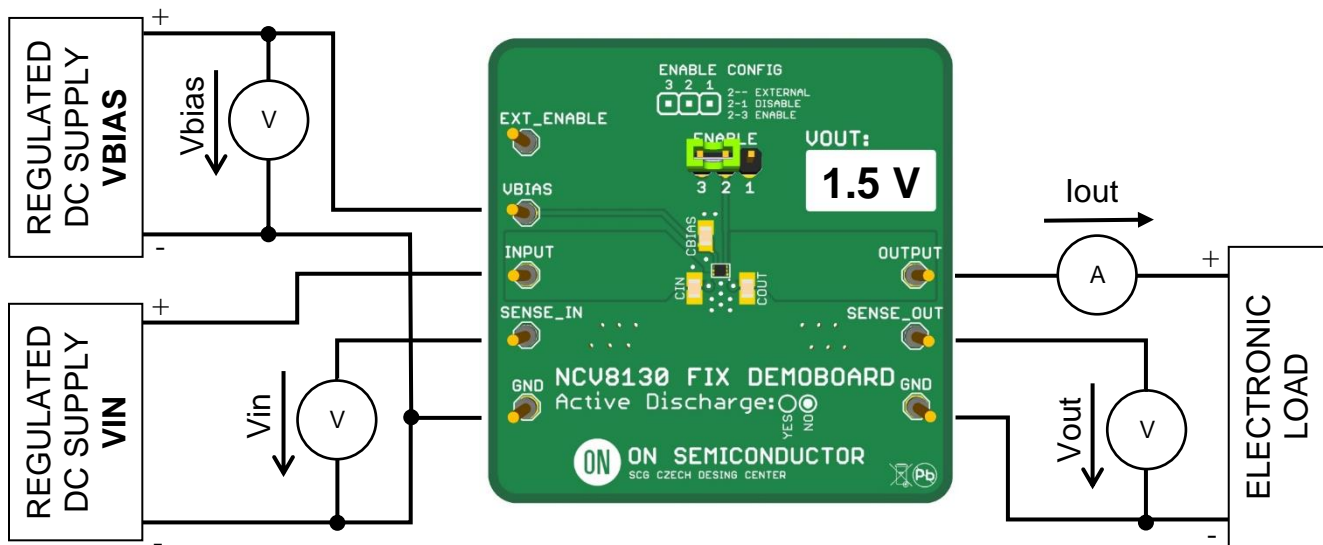 REGULATED
DC SUPPLY
VBIAS
+
-
Vbias
V
REGULATED
DC SUPPLY
VIN
+
-
Vin
V
ENABLE CONFIG
3 2 1
2-- EXTERNAL
2-1 DISABLE
2-3 ENABLE
EXT_ENABLE
ENABLE
3 2 1
VOUT:
1.5 V
VBIAS
CBIAS
INPUT
OUTPUT
CIN
COUT
SENSE_IN
SENSE_OUT
GND
NCV8130 FIX DEMOBOARD
GND
Active Discharge:
YES
NO
ON
ON SEMICONDUCTOR
SCG CZECH DESING CENTER
Pb
Iout
A
+
-
Vout
V
ELECTRONIC
LOAD